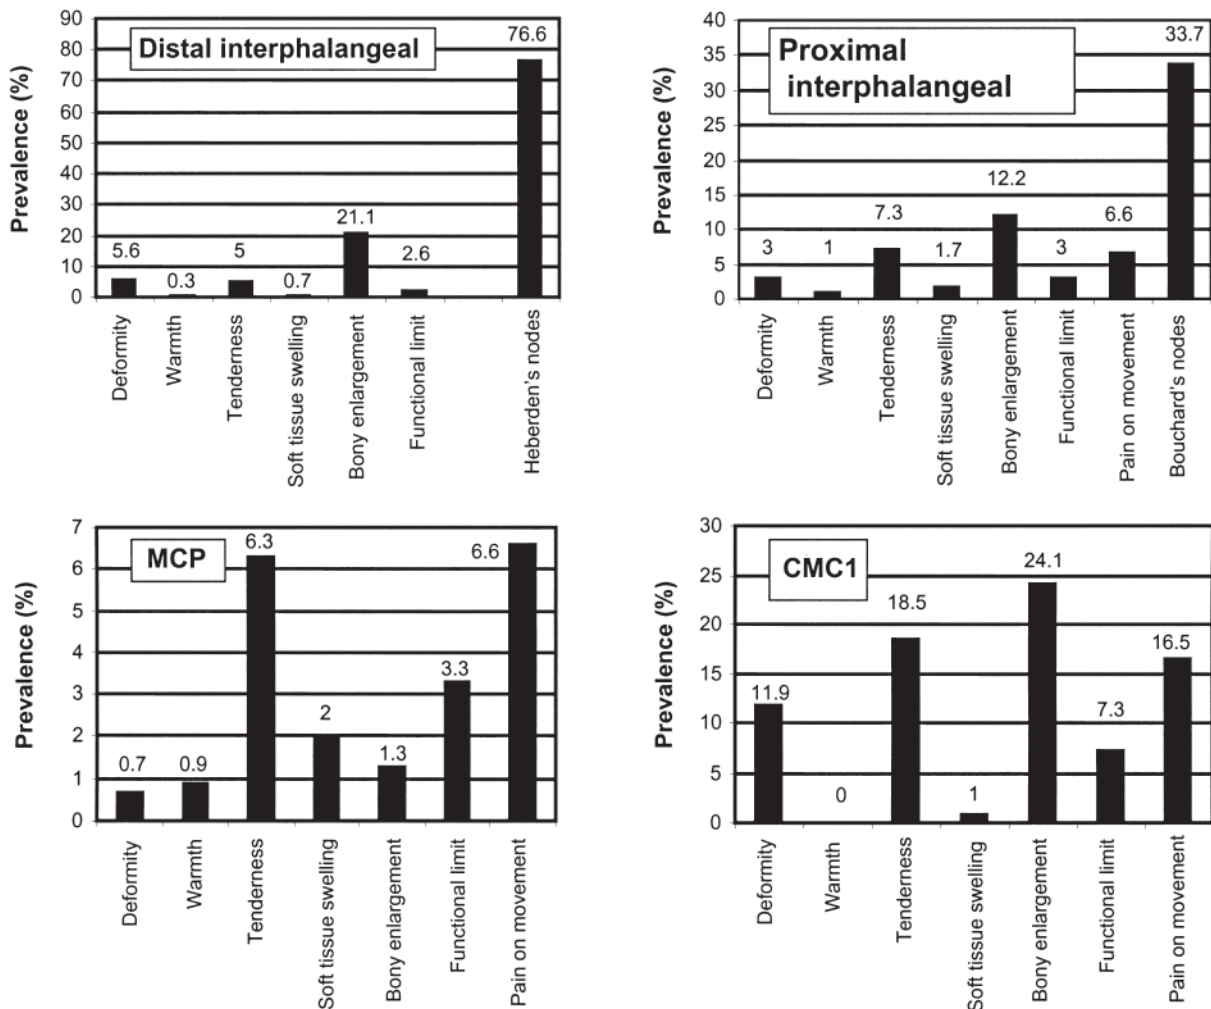 Distal interphalangeal
Prevalence (%)
90
80
70
60
50
40
30
20
10
0
5.6
0.3
5
0.7
21.1
2.6
76.6
Deformity
Warmth
Tenderness
Soft tissue swelling
Bony enlargement
Functional limit
Heberden's nodes
Proximal
interphalangeal
Prevalence (%)
40
35
30
25
20
15
10
5
0
3
1
7.3
1.7
12.2
3
6.6
33.7
Deformity
Warmth
Tenderness
Soft tissue swelling
Bony enlargement
Functional limit
Pain on movement
Bouchard's nodes
MCP
Prevalence (%)
7
6
5
4
3
2
1
0
0.7
0.9
6.3
2
1.3
3.3
6.6
Deformity
Warmth
Tenderness
Soft tissue swelling
Bony enlargement
Functional limit
Pain on movement
CMC1
Prevalence (%)
30
25
20
15
10
5
0
11.9
0
18.5
1
24.1
7.3
16.5
Deformity
Warmth
Tenderness
Soft tissue swelling
Bony enlargement
Functional limit
Pain on movement